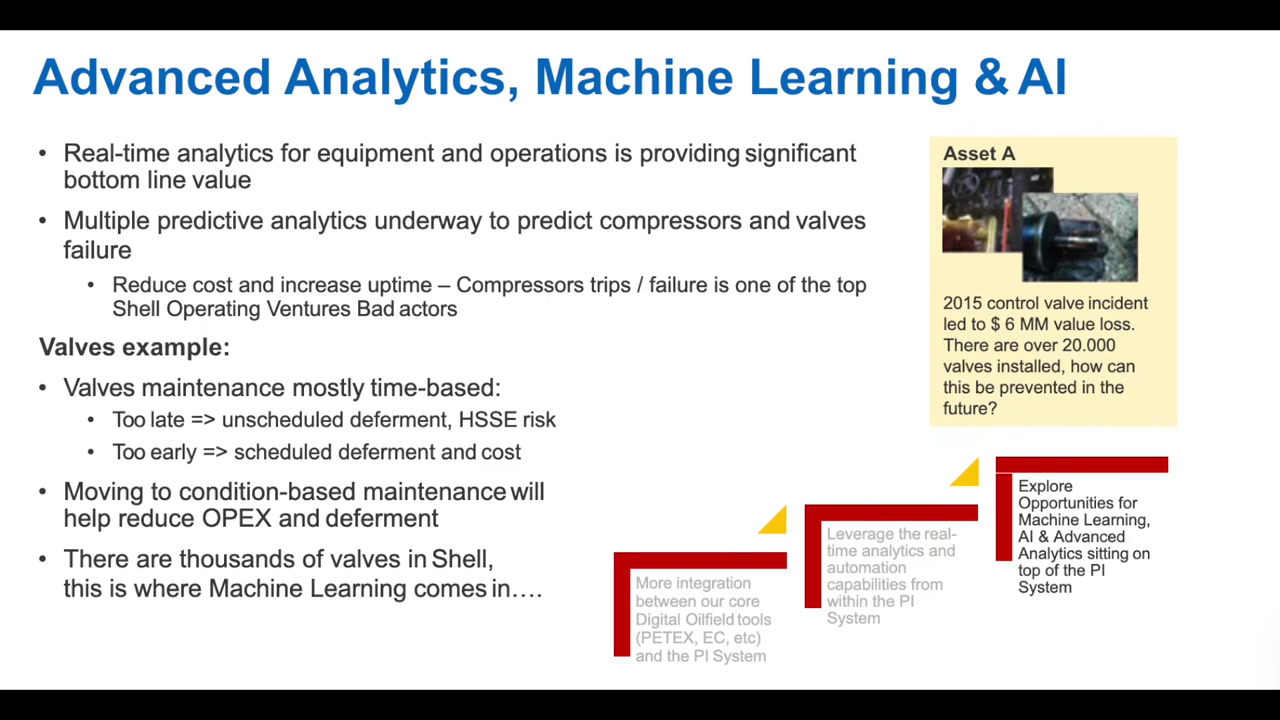 Advanced Analytics, Machine Learning & AI
• Real-time analytics for equipment and operations is providing significant
bottom line value
• Multiple predictive analytics underway to predict compressors and valves
failure
• Reduce cost and increase uptime – Compressors trips / failure is one of the top
Shell Operating Ventures Bad actors
Valves example:
• Valves maintenance mostly time-based:
• Too late => unscheduled deferment, HSSE risk
• Too early => scheduled deferment and cost
• Moving to condition-based maintenance will
help reduce OPEX and deferment
• There are thousands of valves in Shell,
this is where Machine Learning comes in….
Asset A
2015 control valve incident
led to $ 6 MM value loss.
There are over 20.000
valves installed, how can
this be prevented in the
future?
More integration
between our core
Digital Oilfield tools
(PETEX, EC, etc)
and the PI System
Leverage the real-
time analytics and
automation
capabilities from
within the PI
System
Explore
Opportunities for
Machine Learning,
AI & Advanced
Analytics sitting on
top of the PI
System